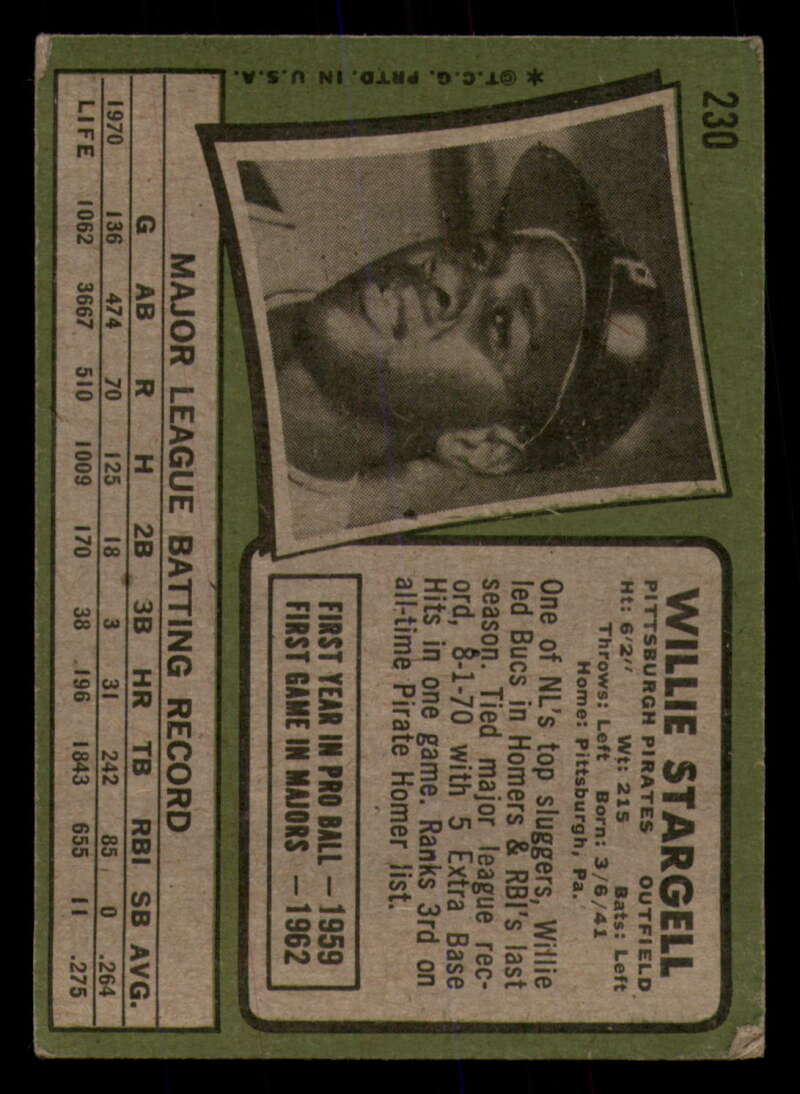 230
*©T.C.G. PRTD. IN U.S.A.
P
WILLIE STARGELL
PITTSBURGH PIRATES OUTFIELD
Ht: 6'2" Wt: 215 Bats: Left
Throws: Left Born: 3/6/41
Home: Pittsburgh, Pa.
One of NL's top sluggers, Willie
led Bucs in Homers & RBI's last
season. Tied major league rec-
ord, 8-1-70 with 5 Extra Base
Hits in one game. Ranks 3rd on
all-time Pirate Homer list.
FIRST YEAR IN PRO BALL — 1959
FIRST GAME IN MAJORS — 1962
MAJOR LEAGUE BATTING RECORD
G AB R H 2B 3B HR TB RBI SB AVG.
1970 136 474 70 125 18 3 31 242 85 0 .264
LIFE 1062 3667 510 1009 170 38 196 1843 655 11 .275